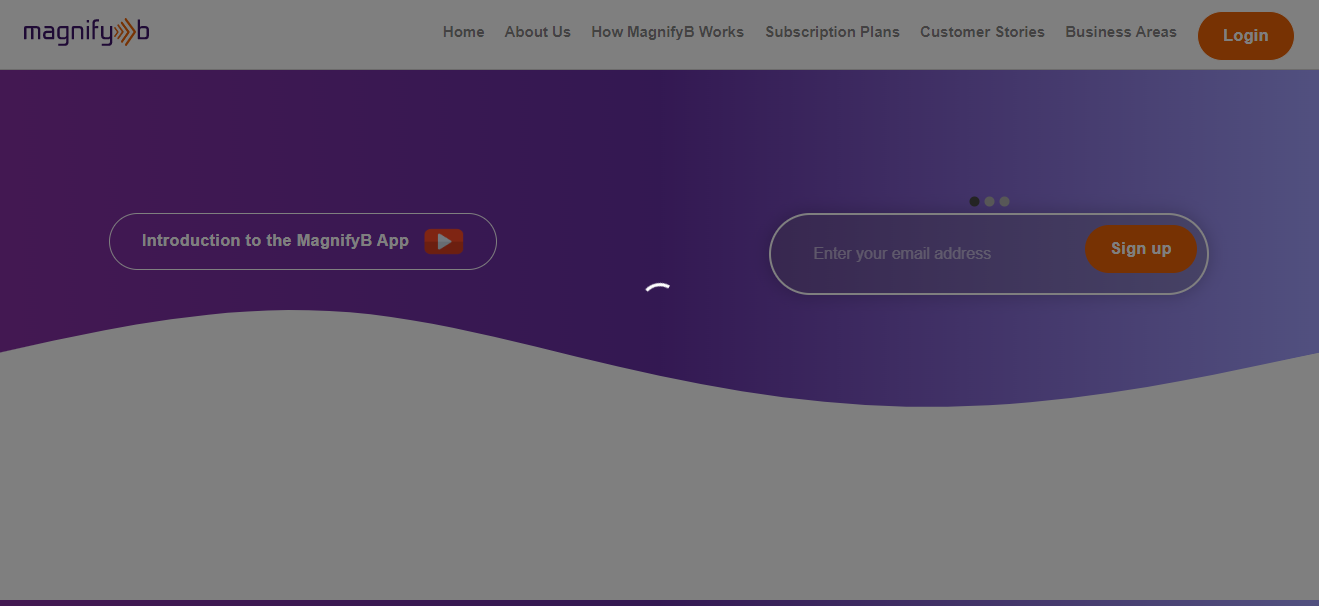 magnify b
Home About Us How MagnifyB Works Subscription Plans Customer Stories Business Areas Login
Introduction to the MagnifyB App
Enter your email address Sign up